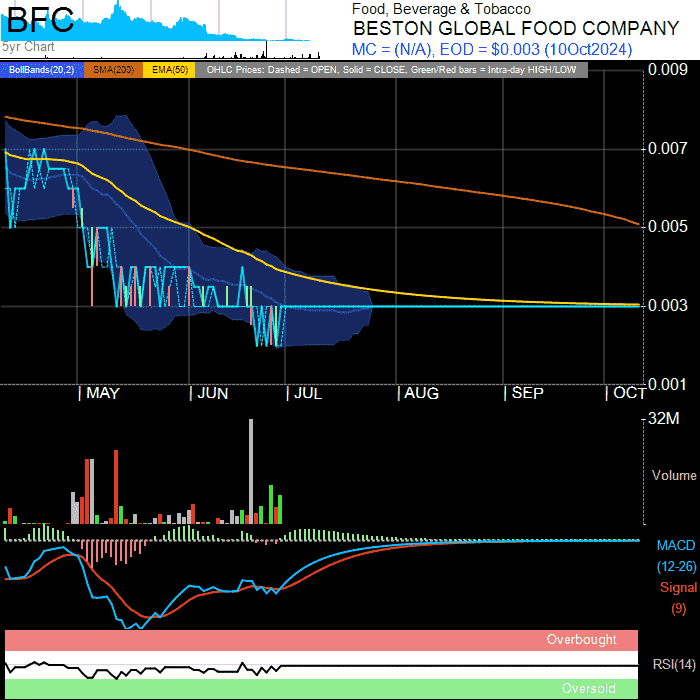 BFC
5yr Chart
Food, Beverage & Tobacco
BESTON GLOBAL FOOD COMPANY
MC = (N/A), EOD = $0.003 (10Oct2024)
BollBands(20,2) SMA(200) EMA(50) OHLC Prices: Dashed = OPEN, Solid = CLOSE, Green/Red bars = Intra-day HIGH/LOW
0.009
0.007
0.005
0.003
0.001
| MAY | JUN | JUL | AUG | SEP | OCT
32M
Volume
MACD
(12-26)
Signal
(9)
Overbought
RSI(14)
Oversold